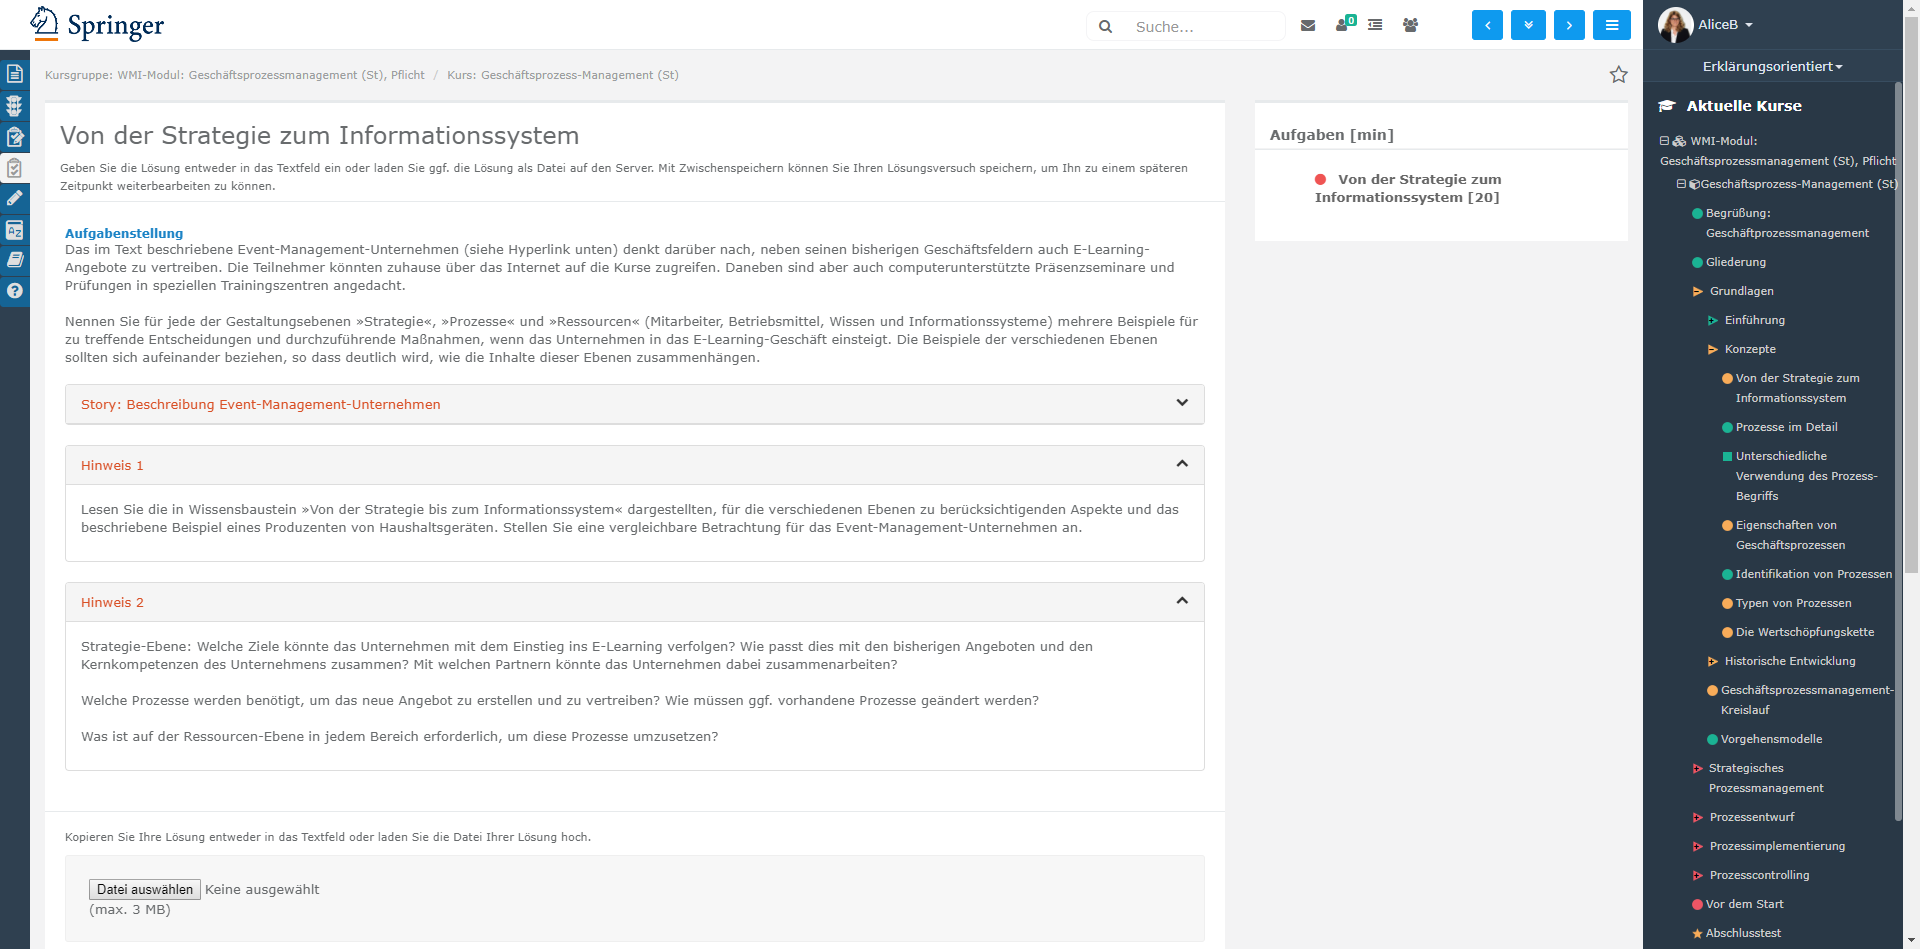 Springer
Suche...
0
AliceB
Erklärungsorientiert
Kursgruppe: WMI-Modul: Geschäftsprozessmanagement (St), Pflicht / Kurs: Geschäftsprozess-Management (St)
Von der Strategie zum Informationssystem
Geben Sie die Lösung entweder in das Textfeld ein oder laden Sie ggf. die Lösung als Datei auf den Server. Mit Zwischenspeichern können Sie Ihren Lösungsversuch speichern, um Ihn zu einem späteren
Zeitpunkt weiterbearbeiten zu können.
Aufgabenstellung
Das im Text beschriebene Event-Management-Unternehmen (siehe Hyperlink unten) denkt darüber nach, neben seinen bisherigen Geschäftsfeldern auch E-Learning-
Angebote zu vertreiben. Die Teilnehmer könnten zuhause über das Internet auf die Kurse zugreifen. Daneben sind aber auch computerunterstützte Präsenzseminare und
Prüfungen in speziellen Trainingszentren angedacht.
Nennen Sie für jede der Gestaltungsebenen »Strategie«, »Prozesse« und »Ressourcen« (Mitarbeiter, Betriebsmittel, Wissen und Informationssysteme) mehrere Beispiele für
zu treffende Entscheidungen und durchzuführende Maßnahmen, wenn das Unternehmen in das E-Learning-Geschäft einsteigt. Die Beispiele der verschiedenen Ebenen
sollten sich aufeinander beziehen, so dass deutlich wird, wie die Inhalte dieser Ebenen zusammenhängen.
Story: Beschreibung Event-Management-Unternehmen
Hinweis 1
Lesen Sie die in Wissensbaustein »Von der Strategie bis zum Informationssystem« dargestellten, für die verschiedenen Ebenen zu berücksichtigenden Aspekte und das
beschriebene Beispiel eines Produzenten von Haushaltsgeräten. Stellen Sie eine vergleichbare Betrachtung für das Event-Management-Unternehmen an.
Hinweis 2
Strategie-Ebene: Welche Ziele könnte das Unternehmen mit dem Einstieg ins E-Learning verfolgen? Wie passt dies mit den bisherigen Angeboten und den
Kernkompetenzen des Unternehmens zusammen? Mit welchen Partnern könnte das Unternehmen dabei zusammenarbeiten?
Welche Prozesse werden benötigt, um das neue Angebot zu erstellen und zu vertreiben? Wie müssen ggf. vorhandene Prozesse geändert werden?
Was ist auf der Ressourcen-Ebene in jedem Bereich erforderlich, um diese Prozesse umzusetzen?
Kopieren Sie Ihre Lösung entweder in das Textfeld oder laden Sie die Datei Ihrer Lösung hoch.
Datei auswählen Keine ausgewählt
(max. 3 MB)
Aufgaben [min]
Von der Strategie zum
Informationssystem [20]
Aktuelle Kurse
WMI-Modul:
Geschäftsprozessmanagement (St), Pflicht
Geschäftsprozess-Management (St)
Begrüßung:
Geschäftprozessmanagement
Gliederung
Grundlagen
Einführung
Konzepte
Von der Strategie zum
Informationssystem
Prozesse im Detail
Unterschiedliche
Verwendung des Prozess-
Begriffs
Eigenschaften von
Geschäftsprozessen
Identifikation von Prozessen
Typen von Prozessen
Die Wertschöpfungskette
Historische Entwicklung
Geschäftsprozessmanagement-
Kreislauf
Vorgehensmodelle
Strategisches
Prozessmanagement
Prozessentwurf
Prozessimplementierung
Prozesscontrolling
Vor dem Start
Abschlusstest